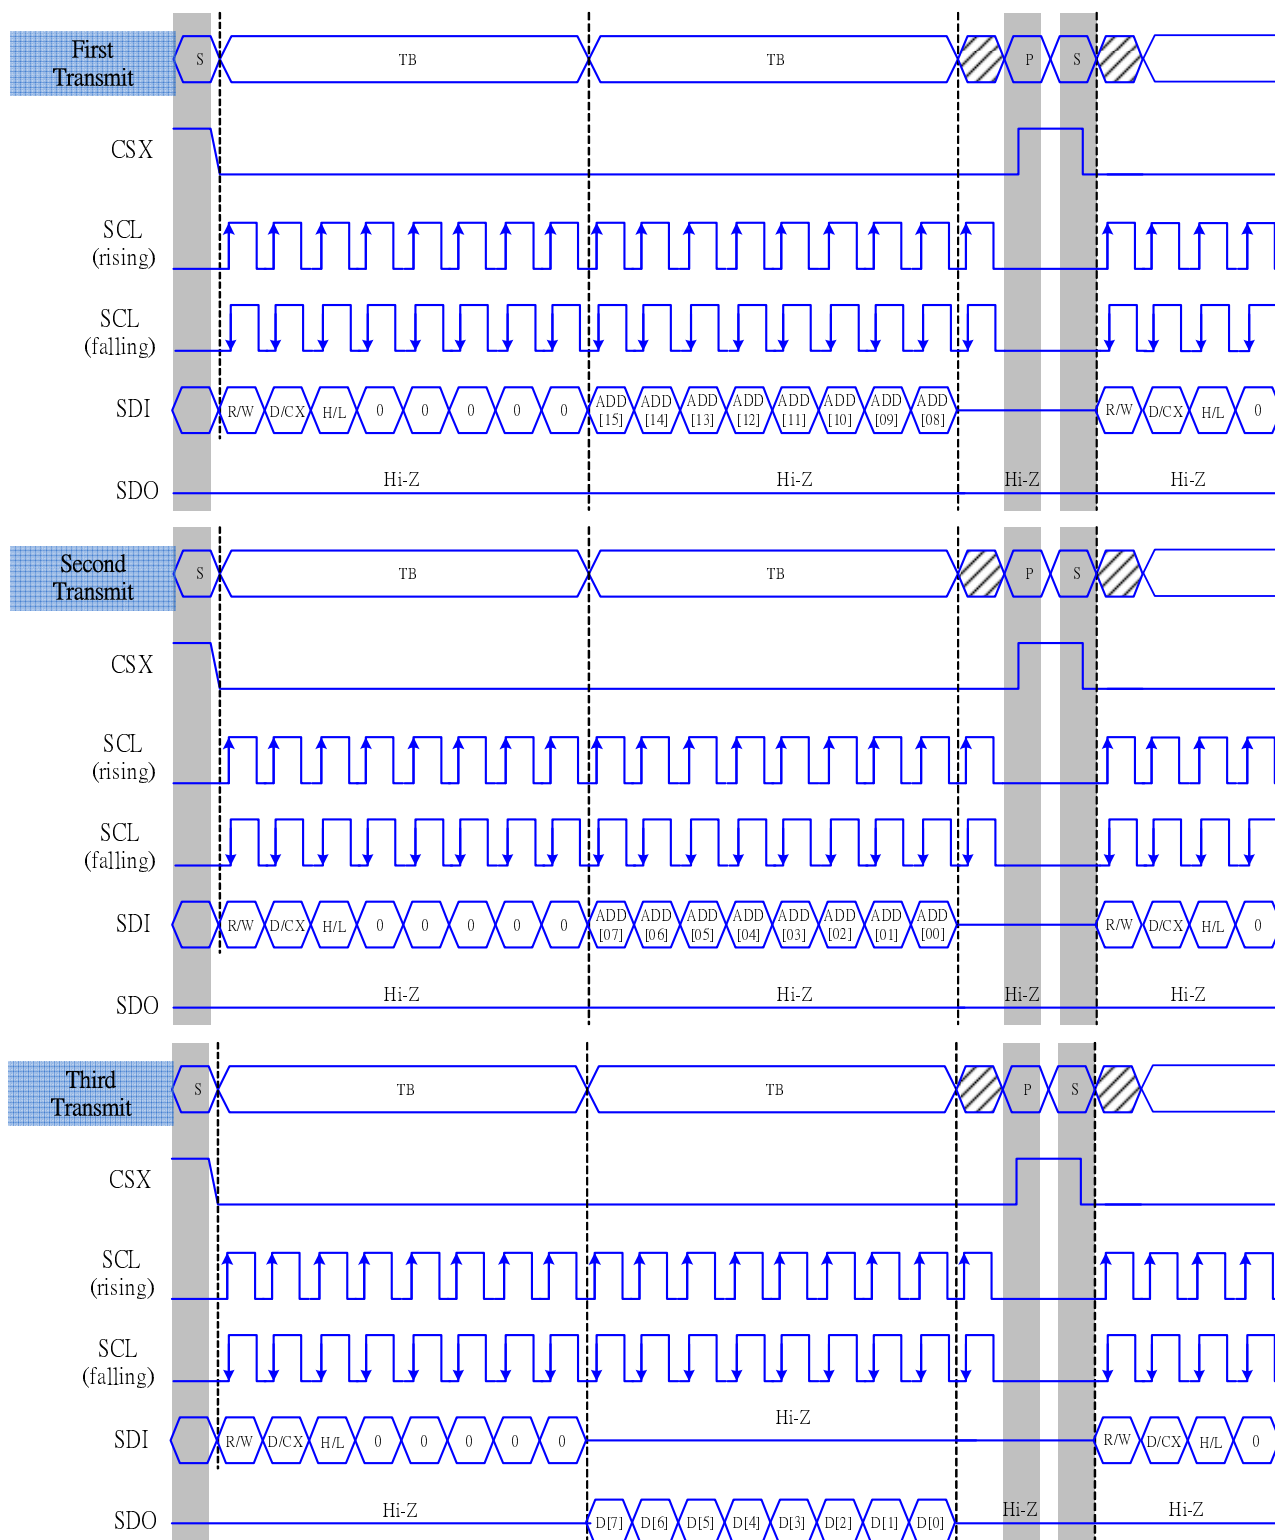 First
Transmit
S TB TB P S
CSX
SCL
(rising)
SCL
(falling)
SDI R/W D/CX H/L 0 0 0 0 0 ADD [15] ADD [14] ADD [13] ADD [12] ADD [11] ADD [10] ADD [09] ADD [08] R/W D/CX H/L 0
SDO Hi-Z Hi-Z Hi-Z Hi-Z
Second
Transmit
S TB TB P S
CSX
SCL
(rising)
SCL
(falling)
SDI R/W D/CX H/L 0 0 0 0 0 ADD [07] ADD [06] ADD [05] ADD [04] ADD [03] ADD [02] ADD [01] ADD [00] R/W D/CX H/L 0
SDO Hi-Z Hi-Z Hi-Z Hi-Z
Third
Transmit
S TB TB P S
CSX
SCL
(rising)
SCL
(falling)
SDI R/W D/CX H/L 0 0 0 0 0 Hi-Z R/W D/CX H/L 0
SDO Hi-Z D[7] D[6] D[5] D[4] D[3] D[2] D[1] D[0] Hi-Z Hi-Z